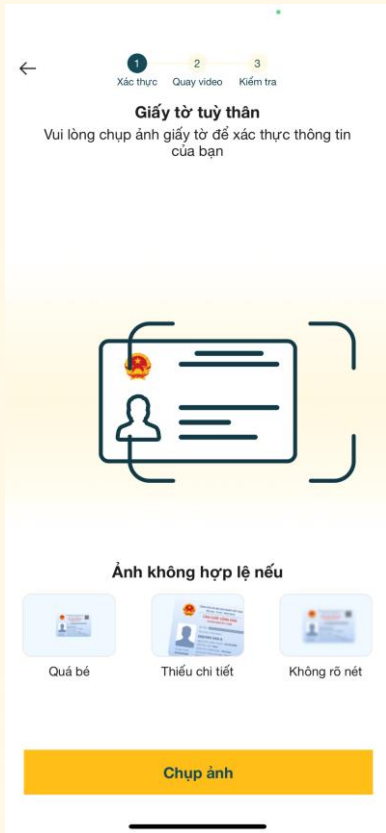 1 2 3
Xác thực Quay video Kiểm tra
Giấy tờ tuỳ thân
Vui lòng chụp ảnh giấy tờ để xác thực thông tin
của bạn
Ảnh không hợp lệ nếu
Quá bé Thiếu chi tiết Không rõ nét
Chụp ảnh